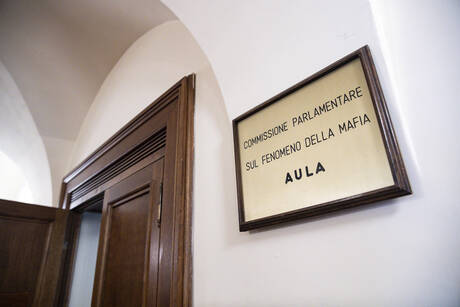 COMMISSIONE PARLAMENTARE
SUL FENOMENO DELLA MAFIA
AULA